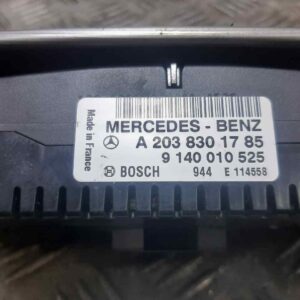 Made in France
MERCEDES - BENZ
A 203 830 17 85
9 140 010 525
BOSCH 944 E 114558